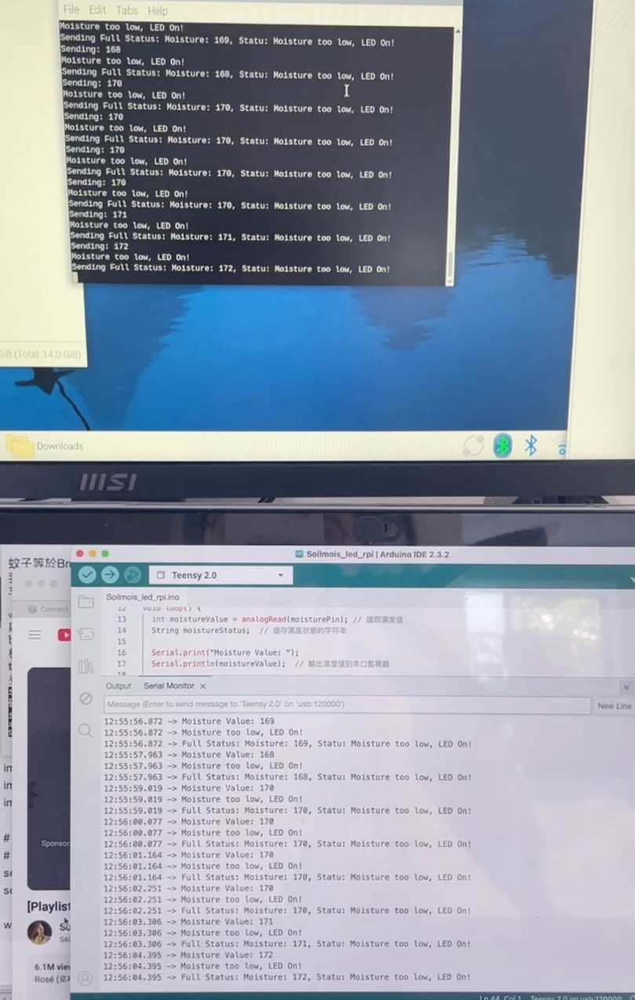 File Edit Tabs Help
Moisture too low, LED On!
Sending Full Status: Moisture: 169, Statu: Moisture too low, LED On!
Sending: 168
Moisture too low, LED On!
Sending Full Status: Moisture: 168, Statu: Moisture too low, LED On!
Sending: 170
Moisture too low, LED On!
Sending Full Status: Moisture: 170, Statu: Moisture too low, LED On!
Sending: 170
Moisture too low, LED On!
Sending Full Status: Moisture: 170, Statu: Moisture too low, LED On!
Sending: 170
Moisture too low, LED On!
Sending Full Status: Moisture: 170, Statu: Moisture too low, LED On!
Sending: 170
Moisture too low, LED On!
Sending Full Status: Moisture: 170, Statu: Moisture too low, LED On!
Sending: 171
Moisture too low, LED On!
Sending Full Status: Moisture: 171, Statu: Moisture too low, LED On!
Sending: 172
Moisture too low, LED On!
Sending Full Status: Moisture: 172, Statu: Moisture too low, LED On!
GiB (Total: 14.0 GiB)
Downloads
msi
蚊子等於Br
Soilmois_led_rpi | Arduino IDE 2.3.2
Teensy 2.0
Connect
Soilmois_led_rpi.ino
12 void loop() {
13 int moistureValue = analogRead(moisturePin); // 讀取濕度值
14 String moistureStatus; // 儲存濕度狀態的字符串
15
16 Serial.print("Moisture Value: ");
17 Serial.println(moistureValue); // 輸出濕度值到串口監視器
18
Output Serial Monitor
Message (Enter to send message to 'Teensy 2.0' on 'usb:120000')
New Line
12:55:56.872 -> Moisture Value: 169
12:55:56.872 -> Moisture too low, LED On!
12:55:56.872 -> Full Status: Moisture: 169, Statu: Moisture too low, LED On!
12:55:57.963 -> Moisture Value: 168
12:55:57.963 -> Moisture too low, LED On!
12:55:57.963 -> Full Status: Moisture: 168, Statu: Moisture too low, LED On!
12:55:59.019 -> Moisture Value: 170
12:55:59.019 -> Moisture too low, LED On!
12:55:59.019 -> Full Status: Moisture: 170, Statu: Moisture too low, LED On!
12:56:00.077 -> Moisture Value: 170
12:56:00.077 -> Moisture too low, LED On!
12:56:00.077 -> Full Status: Moisture: 170, Statu: Moisture too low, LED On!
12:56:01.164 -> Moisture Value: 170
12:56:01.164 -> Moisture too low, LED On!
12:56:01.164 -> Full Status: Moisture: 170, Statu: Moisture too low, LED On!
12:56:02.251 -> Moisture Value: 170
12:56:02.251 -> Moisture too low, LED On!
12:56:02.251 -> Full Status: Moisture: 170, Statu: Moisture too low, LED On!
12:56:03.306 -> Moisture Value: 171
12:56:03.306 -> Moisture too low, LED On!
12:56:03.306 -> Full Status: Moisture: 171, Statu: Moisture too low, LED On!
12:56:04.395 -> Moisture Value: 172
12:56:04.395 -> Moisture too low, LED On!
12:56:04.395 -> Full Status: Moisture: 172, Statu: Moisture too low, LED On!
im
im
im
#
#
se
se
w
Sponsor
[Playlist
6.1M view
Rosé
Ln 44, Col 1 Teensy 2.0 on usb:120000